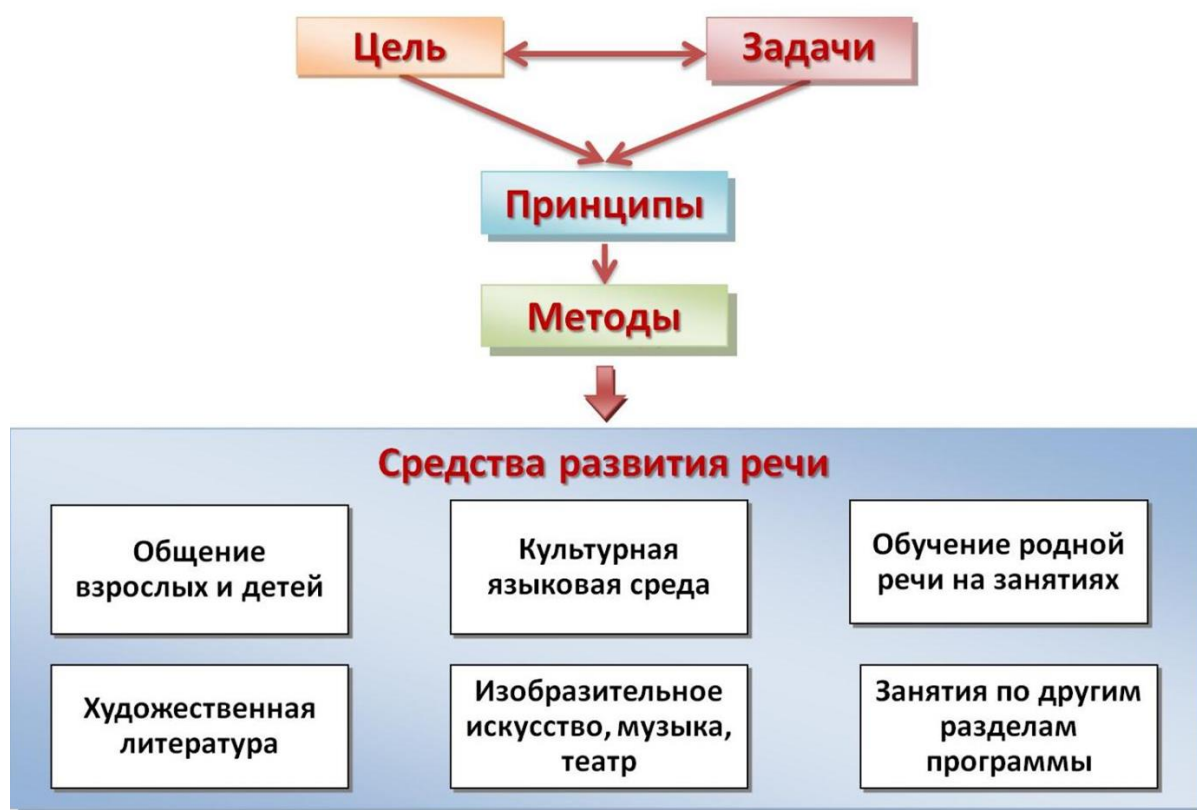 Цель
Задачи
Принципы
Методы
Средства развития речи
Общение
взрослых и детей
Культурная
языковая среда
Обучение родной
речи на занятиях
Художественная
литература
Изобразительное
искусство, музыка,
театр
Занятия по другим
разделам
программы